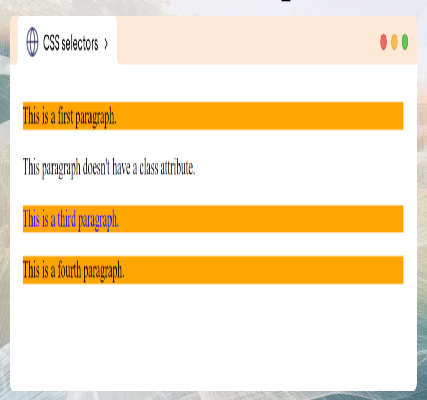 CSS selectors >
This is a first paragraph.
This paragraph doesn't have a class attribute.
This is a third paragraph.
This is a fourth paragraph.